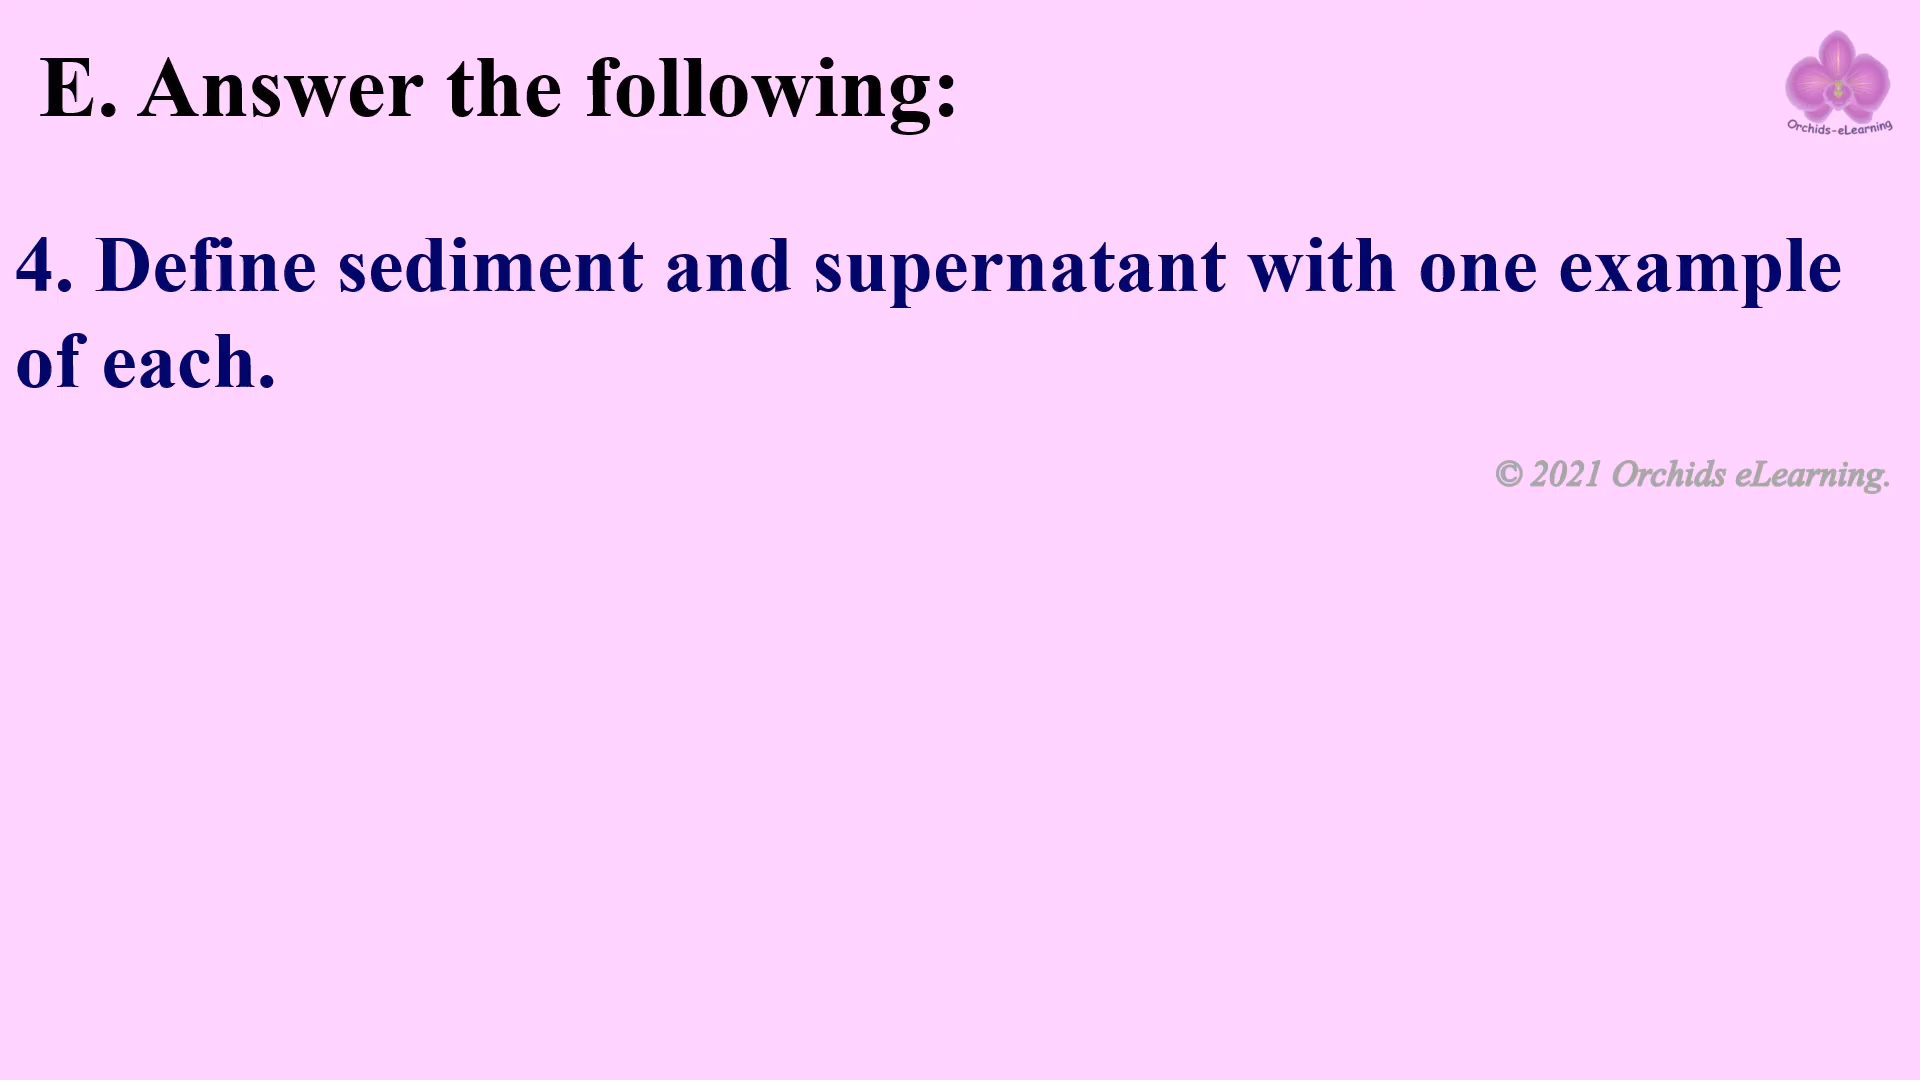 E. Answer the following:
Orchids-eLearning
4. Define sediment and supernatant with one example
of each.
© 2021 Orchids eLearning.